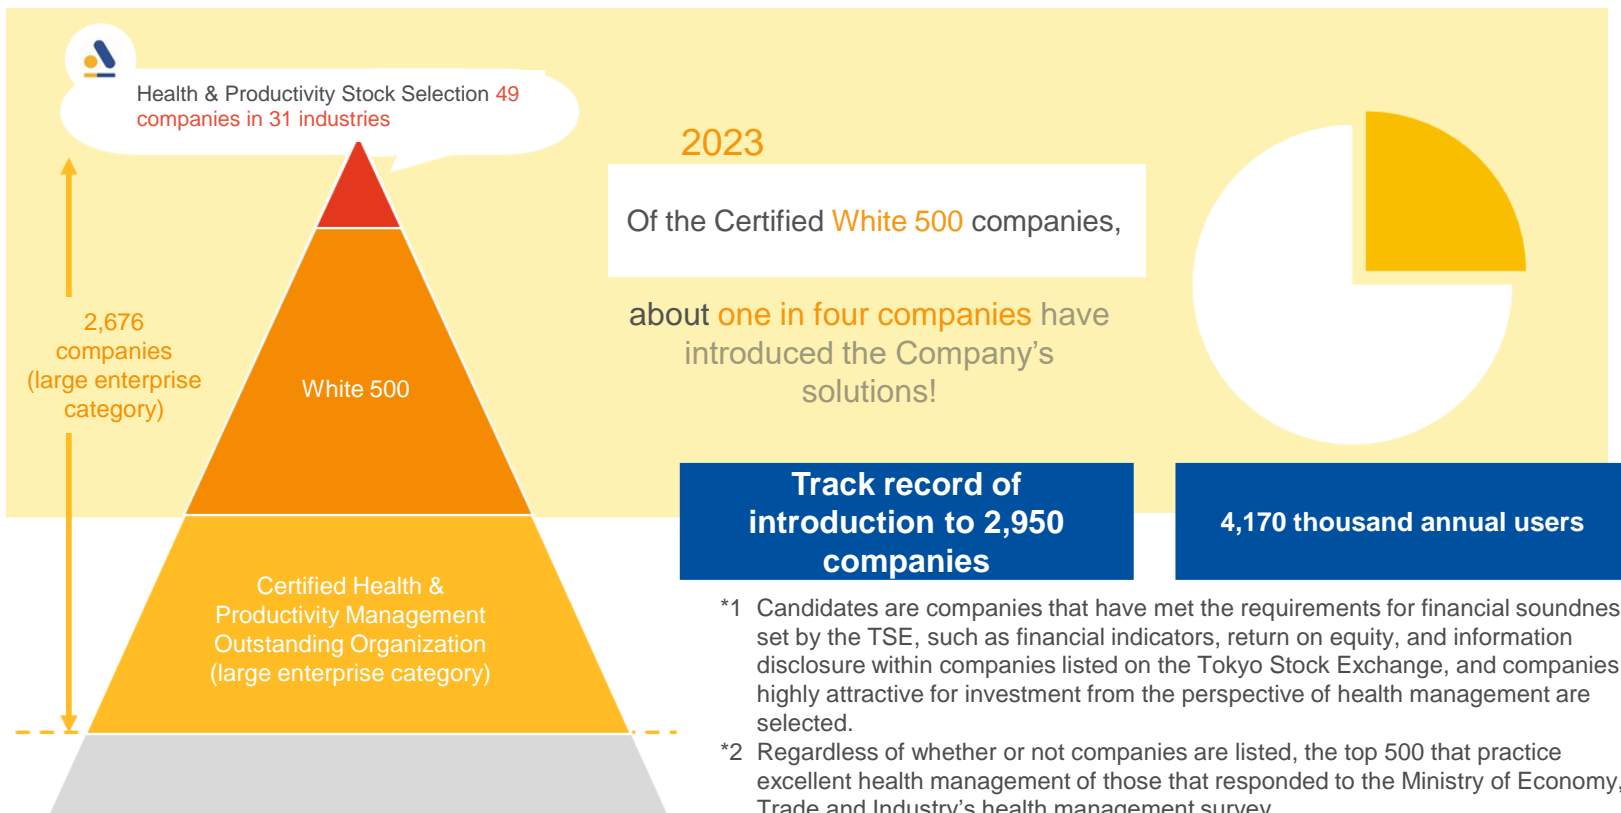 Health & Productivity Stock Selection 49
companies in 31 industries
2023
Of the Certified White 500 companies,
about one in four companies have
introduced the Company's
solutions!
2,676
companies
(large enterprise
category)
White 500
Certified Health &
Productivity Management
Outstanding Organization
(large enterprise category)
Track record of
introduction to 2,950
companies
4,170 thousand annual users
*1 Candidates are companies that have met the requirements for financial soundnes
set by the TSE, such as financial indicators, return on equity, and information
disclosure within companies listed on the Tokyo Stock Exchange, and companies
highly attractive for investment from the perspective of health management are
selected.
*2 Regardless of whether or not companies are listed, the top 500 that practice
excellent health management of those that responded to the Ministry of Economy,
Trade and Industry's health management survey